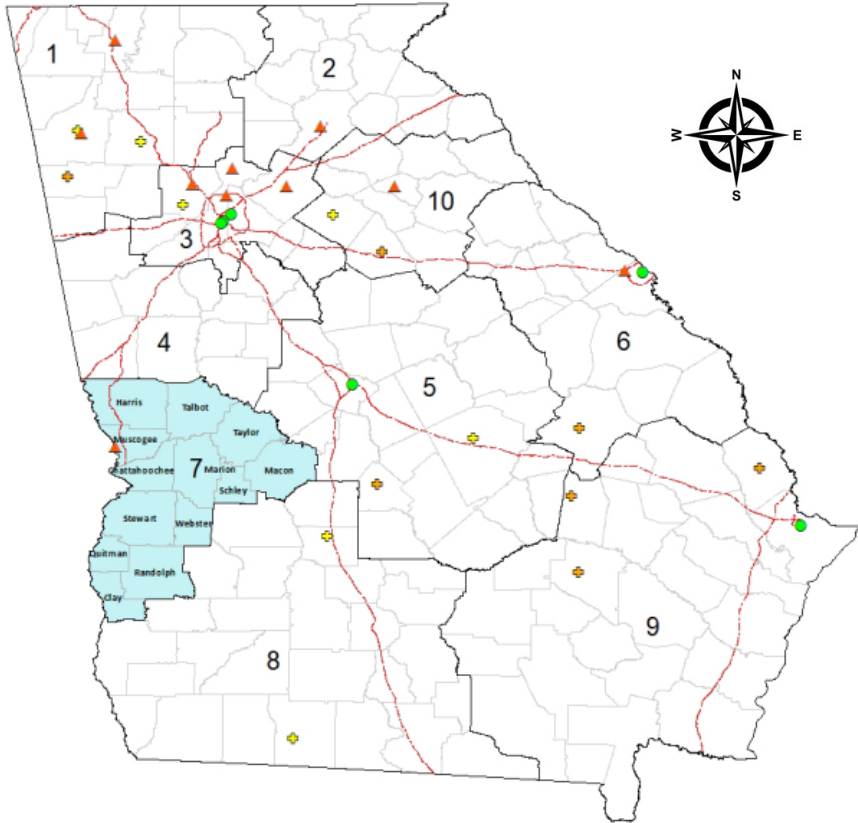 1
2
N
W E
S
10
3
4
6
5
Harris
Talbot
Taylor
Muscogee
Chattahoochee
7
Marion
Macon
Schley
Stewart
Webster
Quitman
Randolph
Clay
9
8